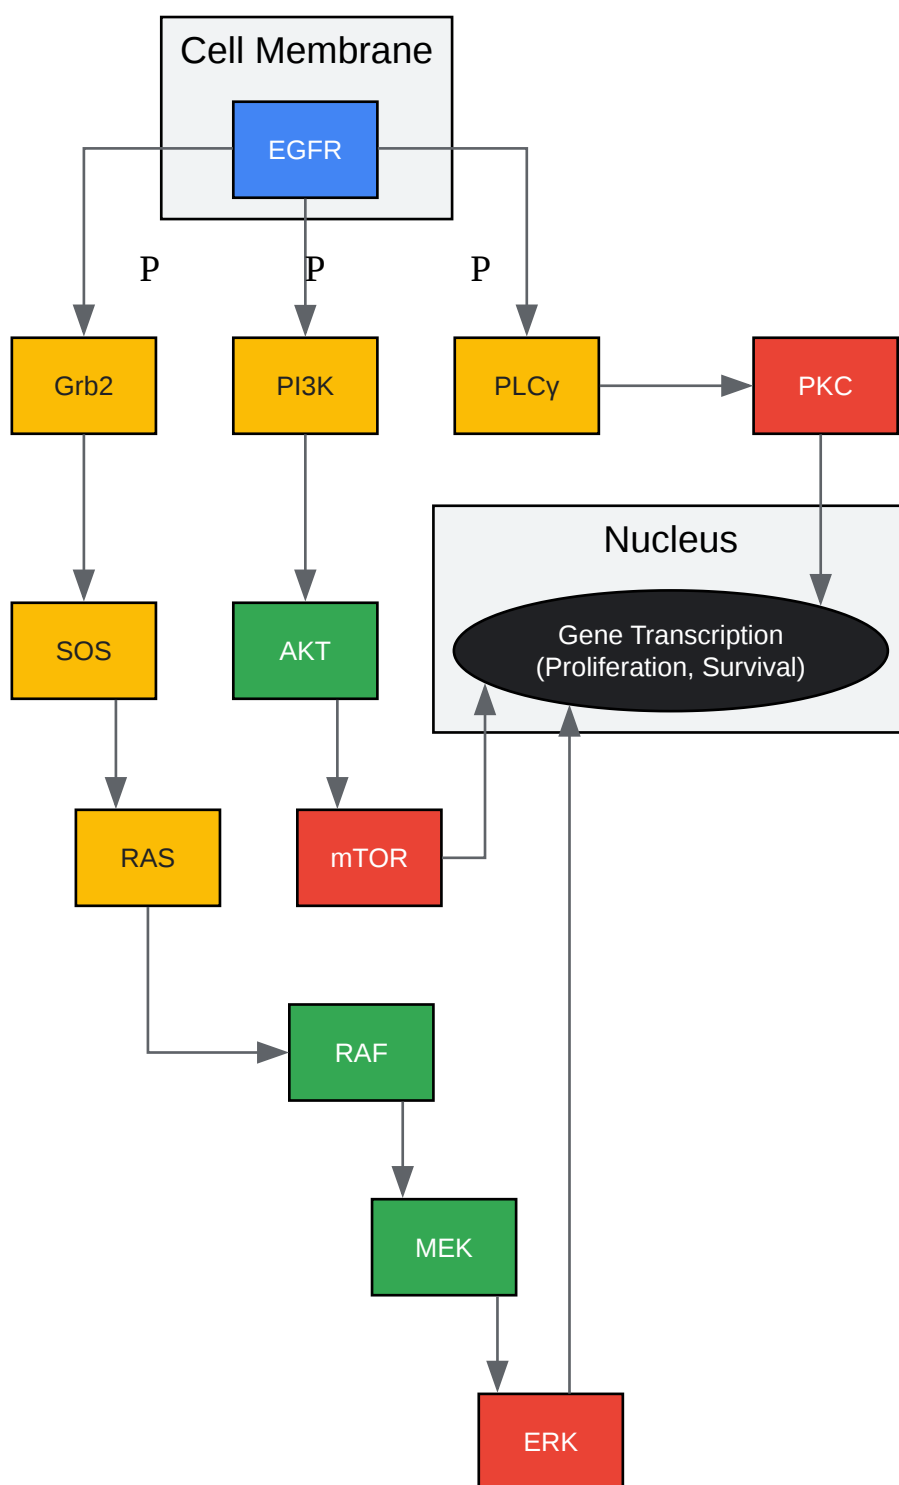 Cell Membrane
EGFR
P
P
P
Grb2
PI3K
PLCγ
PKC
Nucleus
Gene Transcription
(Proliferation, Survival)
SOS
AKT
RAS
mTOR
RAF
MEK
ERK